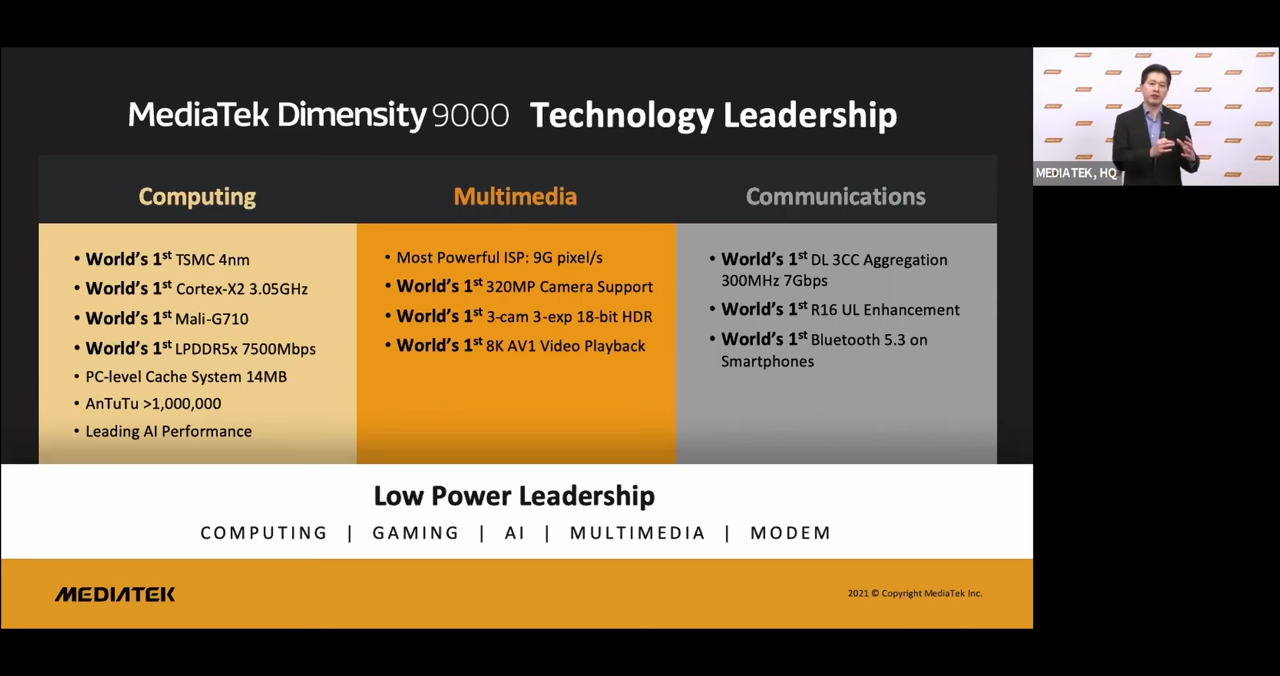 MediaTek Dimensity 9000 Technology Leadership
Computing
• World's 1st TSMC 4nm
• World's 1st Cortex-X2 3.05GHz
• World's 1st Mali-G710
• World's 1st LPDDR5x 7500Mbps
• PC-level Cache System 14MB
• AnTuTu >1,000,000
• Leading AI Performance
Multimedia
• Most Powerful ISP: 9G pixel/s
• World's 1st 320MP Camera Support
• World's 1st 3-cam 3-exp 18-bit HDR
• World's 1st 8K AV1 Video Playback
Communications
• World's 1st DL 3CC Aggregation
300MHz 7Gbps
• World's 1st R16 UL Enhancement
• World's 1st Bluetooth 5.3 on
Smartphones
Low Power Leadership
COMPUTING | GAMING | AI | MULTIMEDIA | MODEM
MEDIATEK
2021 © Copyright MediaTek Inc.
MEDIATEK, HQ